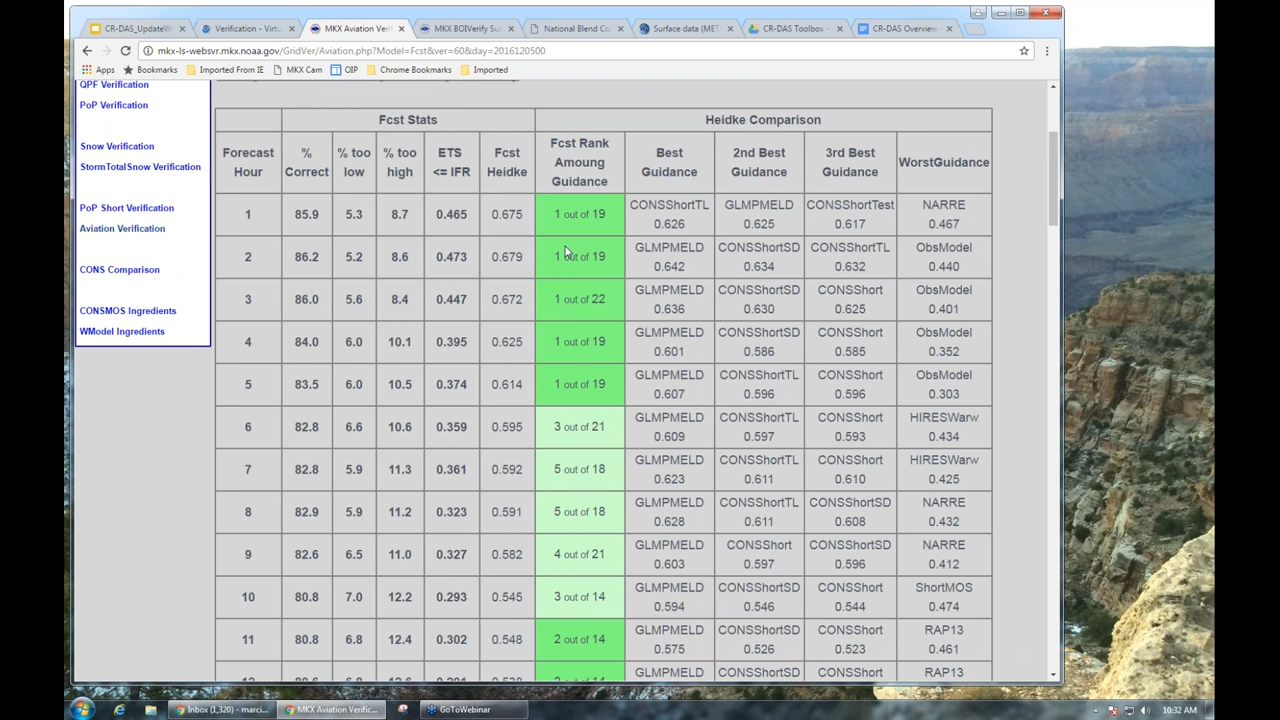 CR-DAS_UpdateW
Verification - Virtu
MKX Aviation Veri
MKX BOIVerify Su
National Blend Co
Surface data (MET
CR-DAS Toolbox -
CR-DAS Overview
mkx-ls-websvr.mkx.noaa.gov/GridVer/Aviation.php?Model=Fcst&ver=60&day=2016120500
Apps Bookmarks Imported From IE MKX Cam OIP Chrome Bookmarks Imported
QPF Verification
PoP Verification
Snow Verification
StormTotalSnow Verification
PoP Short Verification
Aviation Verification
CONS Comparison
CONSMOS Ingredients
WModel Ingredients
Fcst Stats Heidke Comparison
Forecast Hour % Correct % too low % too high ETS <= IFR Fcst Heidke Fcst Rank Amoung Guidance Best Guidance 2nd Best Guidance 3rd Best Guidance WorstGuidance
1 85.9 5.3 8.7 0.465 0.675 1 out of 19 CONSShortTL 0.626 GLMPMELD 0.625 CONSShortTest 0.617 NARRE 0.467
2 86.2 5.2 8.6 0.473 0.679 1 out of 19 GLMPMELD 0.642 CONSShortSD 0.634 CONSShortTL 0.632 ObsModel 0.440
3 86.0 5.6 8.4 0.447 0.672 1 out of 22 GLMPMELD 0.636 CONSShortSD 0.630 CONSShortTL 0.625 ObsModel 0.401
4 84.0 6.0 10.1 0.395 0.625 1 out of 19 GLMPMELD 0.601 CONSShortTL 0.586 CONSShort 0.585 ObsModel 0.352
5 83.5 6.0 10.5 0.374 0.614 1 out of 19 GLMPMELD 0.607 CONSShortTL 0.596 CONSShort 0.596 ObsModel 0.303
6 82.8 6.6 10.6 0.359 0.595 3 out of 21 GLMPMELD 0.609 CONSShortTL 0.597 CONSShort 0.593 HIRESWarw 0.434
7 82.8 5.9 11.3 0.361 0.592 5 out of 18 GLMPMELD 0.623 CONSShortTL 0.611 CONSShort 0.610 HIRESWarw 0.425
8 82.9 5.9 11.2 0.323 0.591 5 out of 18 GLMPMELD 0.628 CONSShortTL 0.611 CONSShortSD 0.608 NARRE 0.432
9 82.6 6.5 11.0 0.327 0.582 4 out of 21 GLMPMELD 0.603 CONSShort 0.597 CONSShortSD 0.596 NARRE 0.412
10 80.8 7.0 12.2 0.293 0.545 3 out of 14 GLMPMELD 0.594 CONSShortSD 0.546 CONSShort 0.544 ShortMOS 0.474
11 80.8 6.8 12.4 0.302 0.548 2 out of 14 GLMPMELD 0.575 CONSShortSD 0.526 CONSShort 0.523 RAP13 0.461
GLMPMELD CONSShortSD CONSShort RAP13
Inbox (1,320) - marci...
MKX Aviation Verific...
GoToWebinar
10:32 AM